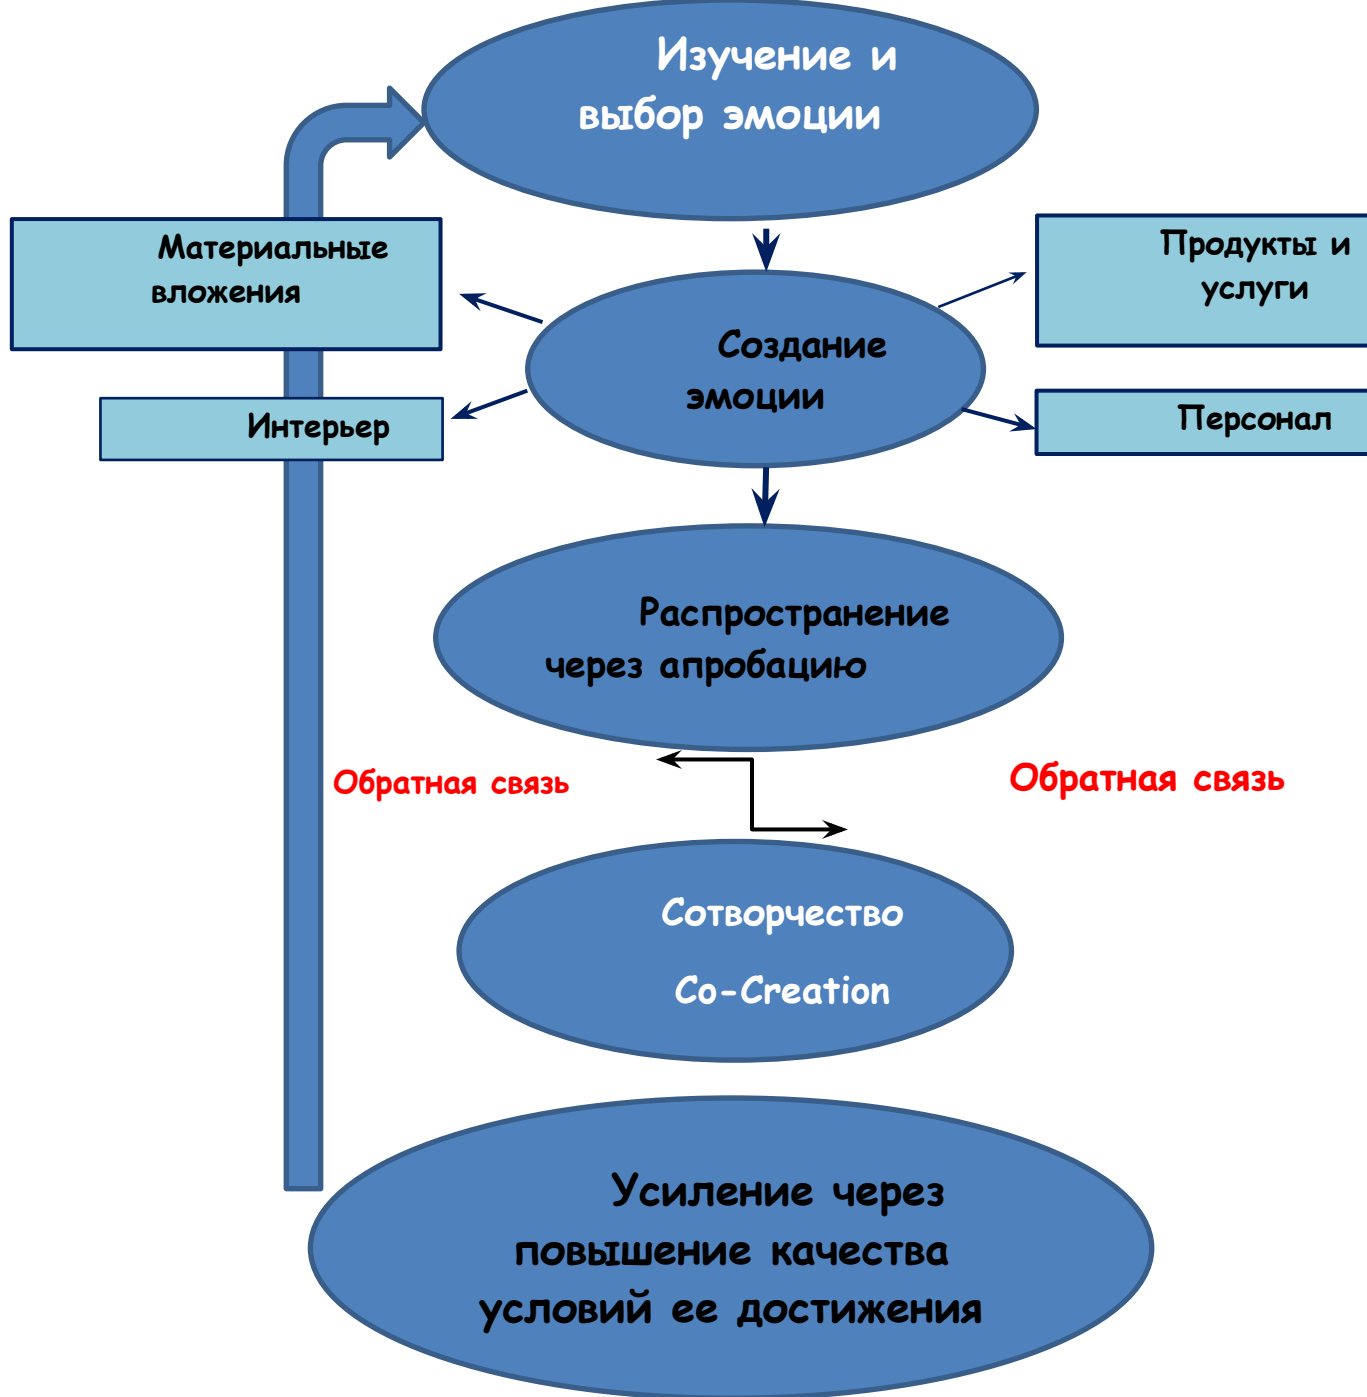 Изучение и
выбор эмоции
Материальные
вложения
Продукты и
услуги
Создание
эмоции
Интерьер
Персонал
Распространение
через апробацию
Обратная связь
Обратная связь
Сотворчество
Co-Creation
Усиление через
повышение качества
условий ее достижения